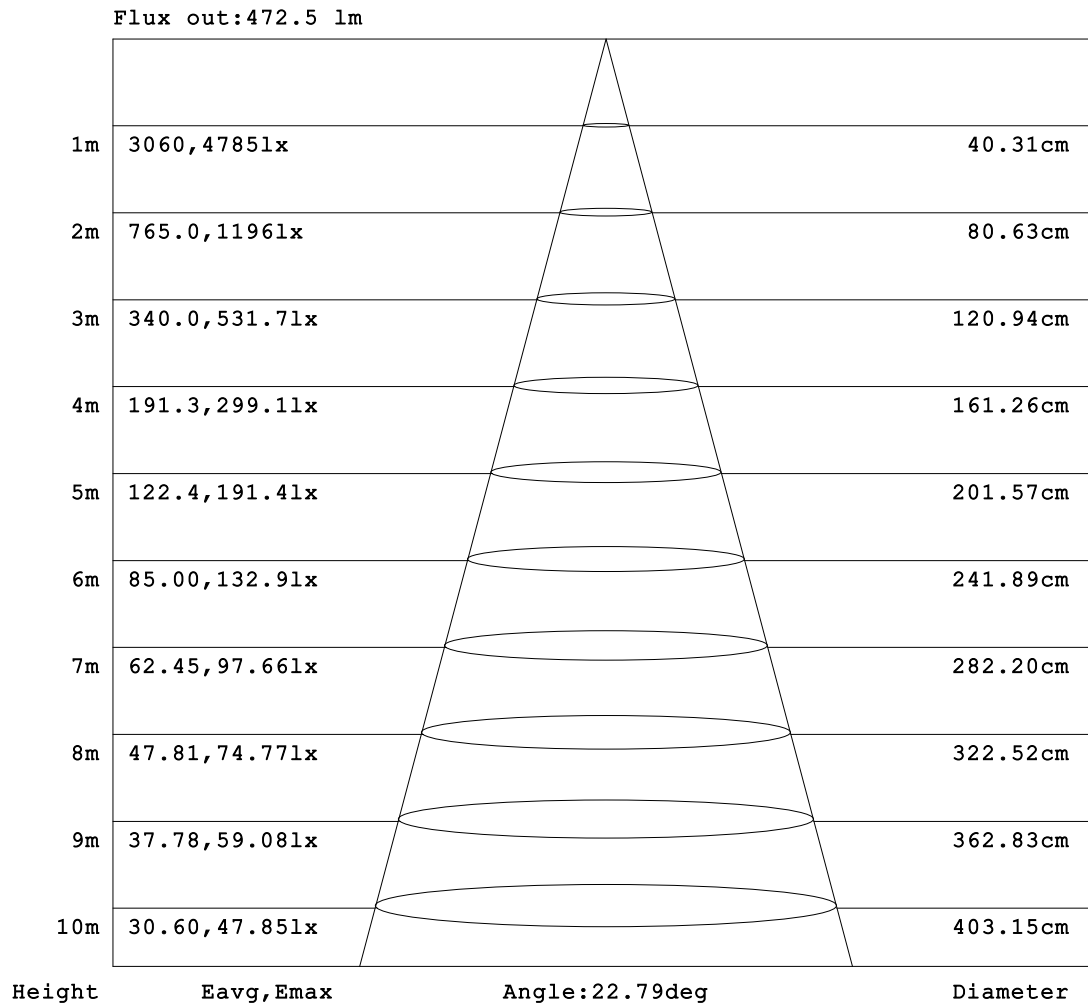 Flux out:472.5 lm
1m 3060,4785lx 40.31cm
2m 765.0,1196lx 80.63cm
3m 340.0,531.7lx 120.94cm
4m 191.3,299.1lx 161.26cm
5m 122.4,191.4lx 201.57cm
6m 85.00,132.9lx 241.89cm
7m 62.45,97.66lx 282.20cm
8m 47.81,74.77lx 322.52cm
9m 37.78,59.08lx 362.83cm
10m 30.60,47.85lx 403.15cm
Height Eavg,Emax Angle:22.79deg Diameter